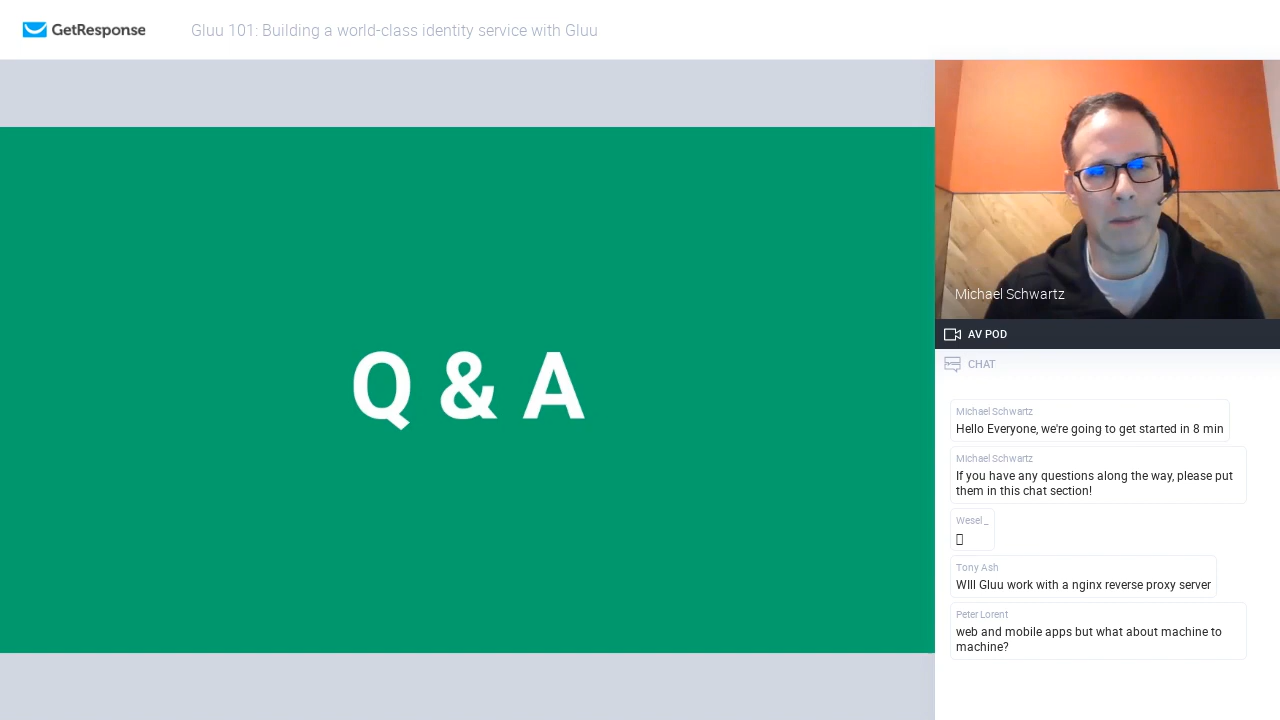 GetResponse
Gluu 101: Building a world-class identity service with Gluu
Q & A
Michael Schwartz
AV POD
CHAT
Michael Schwartz
Hello Everyone, we're going to get started in 8 min
Michael Schwartz
If you have any questions along the way, please put
them in this chat section!
Wesel _
Tony Ash
WIll Gluu work with a nginx reverse proxy server
Peter Lorent
web and mobile apps but what about machine to
machine?